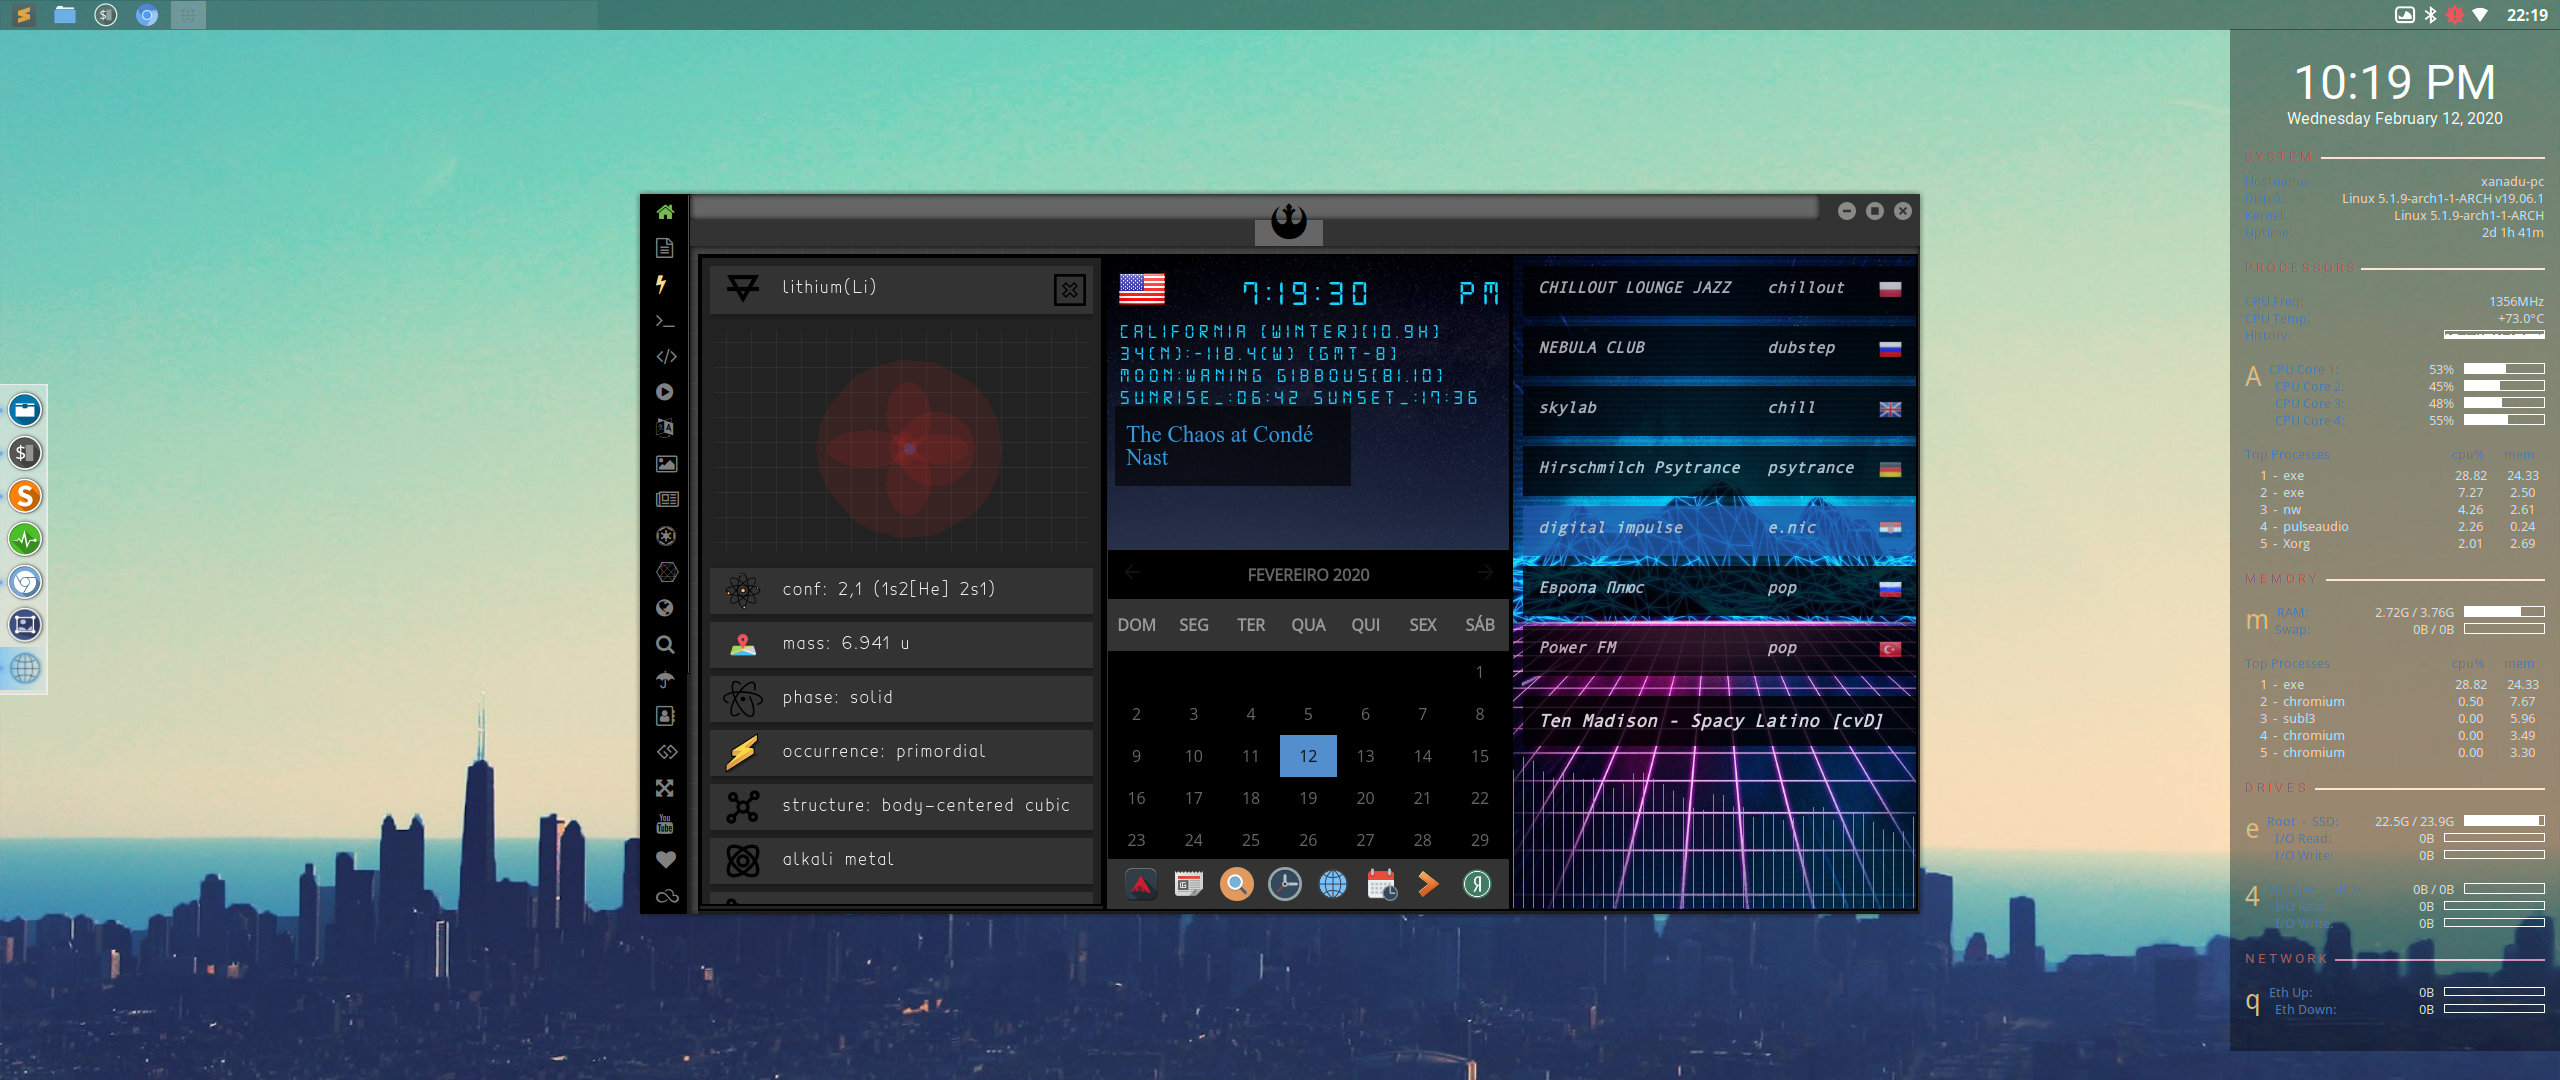 22:19
lithium(Li)
conf: 2,1 (1s2[He] 2s1)
mass: 6.941 u
phase: solid
occurrence: primordial
structure: body-centered cubic
alkali metal
You
Tube
7:19:30 PM
CALIFORNIA [WINTER][10.9H]
34[N]:-118.4[W] [GMT-8]
MOON:WANING GIBBOUS[81.10]
SUNRISE_:06:42 SUNSET_:17:36
The Chaos at Condé
Nast
FEVEREIRO 2020
DOM SEG TER QUA QUI SEX SÁB
1
2 3 4 5 6 7 8
9 10 11 12 13 14 15
16 17 18 19 20 21 22
23 24 25 26 27 28 29
CHILLOUT LOUNGE JAZZ chillout
NEBULA CLUB dubstep
skylab chill
Hirschmilch Psytrance psytrance
digital impulse e.nic
Европа Плюс pop
Power FM pop
Ten Madison - Spacy Latino [cvD]
10:19 PM
Wednesday February 12, 2020
SYSTEM
Hostname: xanadu-pc
Distro: Linux 5.1.9-arch1-1-ARCH v19.06.1
Kernel: Linux 5.1.9-arch1-1-ARCH
Uptime: 2d 1h 41m
PROCESSORS
CPU Freq: 1356MHz
CPU Temp: +73.0°C
History:
A CPU Core 1: 53%
CPU Core 2: 45%
CPU Core 3: 48%
CPU Core 4: 55%
Top Processes cpu% mem
1 - exe 28.82 24.33
2 - exe 7.27 2.50
3 - nw 4.26 2.61
4 - pulseaudio 2.26 0.24
5 - Xorg 2.01 2.69
MEMORY
m RAM: 2.72G / 3.76G
Swap: 0B / 0B
Top Processes cpu% mem
1 - exe 28.82 24.33
2 - chromium 0.50 7.67
3 - subl3 0.00 5.96
4 - chromium 0.00 3.49
5 - chromium 0.00 3.30
DRIVES
e Root - SSD: 22.5G / 23.9G
I/O Read: 0B
I/O Write: 0B
4 0B / 0B
I/O Read: 0B
I/O Write: 0B
NETWORK
q Eth Up: 0B
Eth Down: 0B